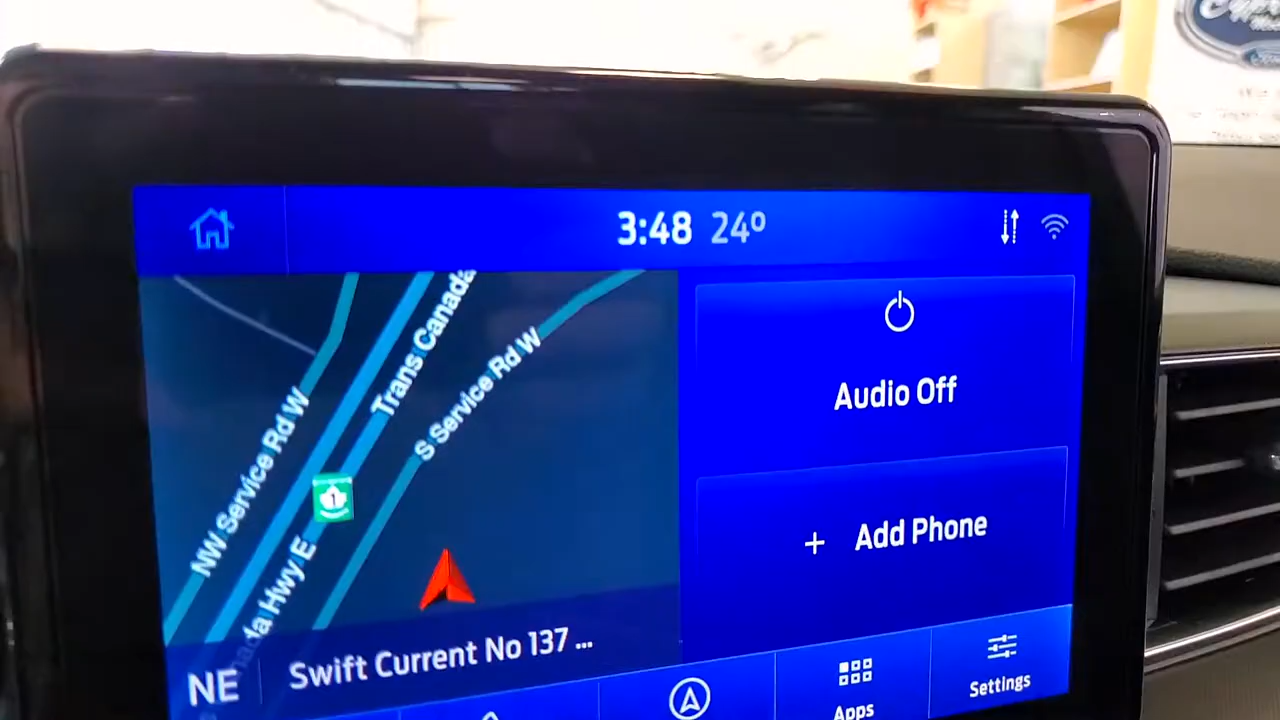 3:48 24°
Trans Canada
S Service Rd W
NW Service Rd W
1
nada Hwy E
Audio Off
+ Add Phone
NE
Swift Current No 137 ...
Apps
Settings